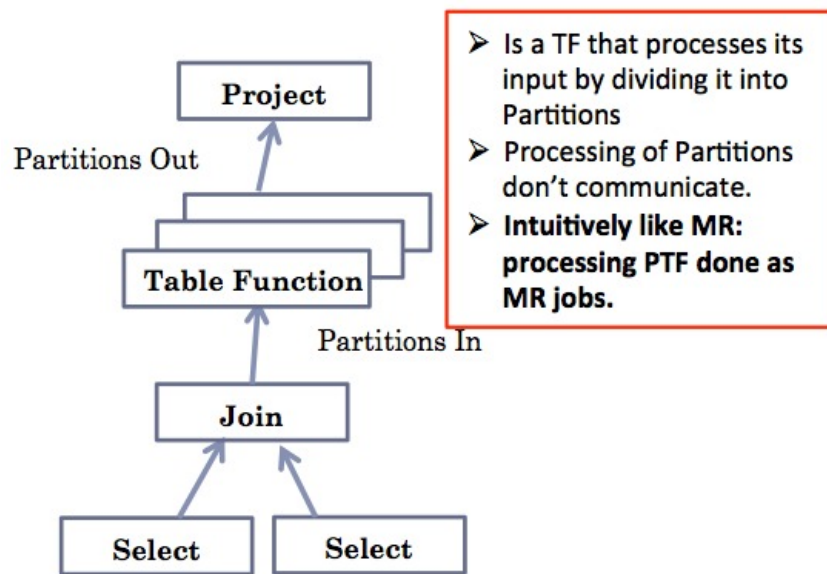 Project
Partitions Out
Table Function
Partitions In
Join
Select
Select
➢ Is a TF that processes its
input by dividing it into
Partitions
➢ Processing of Partitions
don't communicate.
➢ Intuitively like MR:
processing PTF done as
MR jobs.